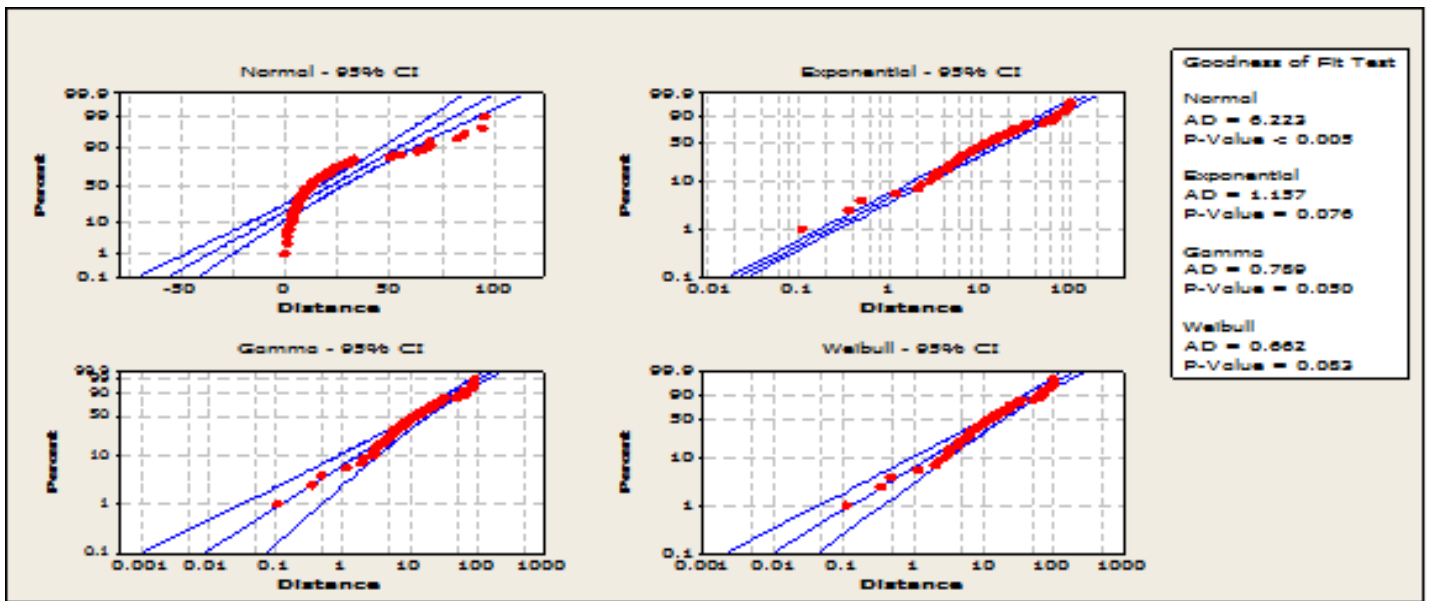 Normal - 95% CI
99.9
99
90
50
10
1
0.1
Percent
-50 0 50 100
Distance
Exponential - 95% CI
99.9
90
50
10
1
0.1
Percent
0.01 0.1 1 10 100
Distance
Gamma - 95% CI
99.9
99
90
50
10
1
0.1
Percent
0.001 0.01 0.1 1 10 100 1000
Distance
Weibull - 95% CI
99.9
90
50
10
1
0.1
Percent
0.001 0.01 0.1 1 10 100 1000
Distance
Goodness of Fit Test
Normal
AD = 6.223
P-Value < 0.005
Exponential
AD = 1.157
P-Value = 0.076
Gamma
AD = 0.789
P-Value = 0.050
Weibull
AD = 0.662
P-Value = 0.083